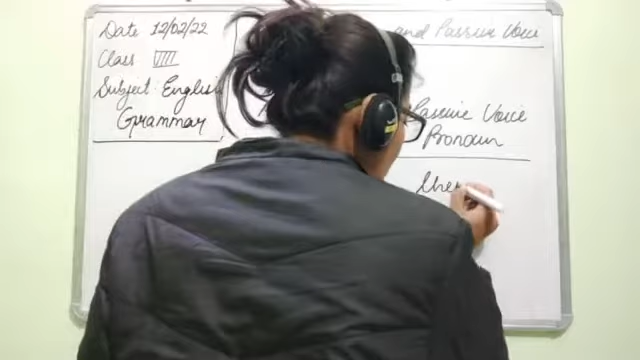 Date 12/02/22
Class VIII
Subject English
Grammar
and Passive Voice
Passive Voice
Pronoun